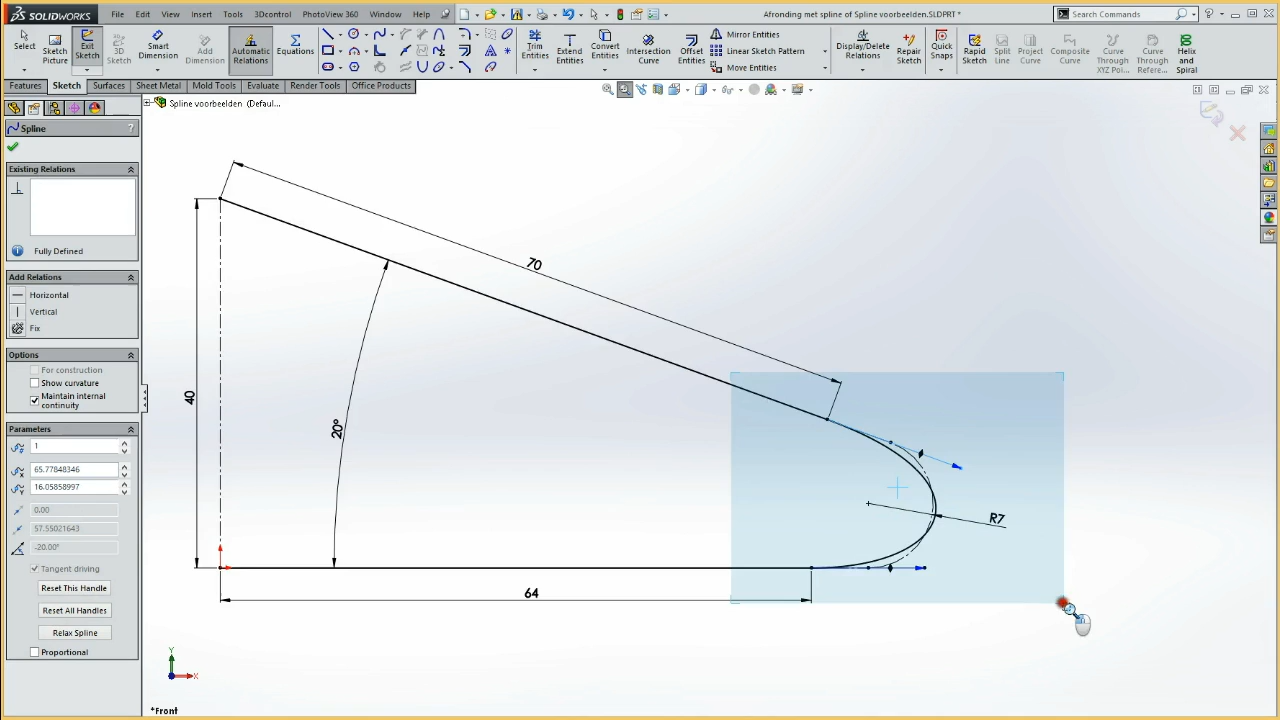 SOLIDWORKS File Edit View Insert Tools 3Dcontrol PhotoView 360 Window Help Afronding met spline of Spline voorbeelden.SLDPRT * Search Commands
Select
Sketch Picture
Exit Sketch
3D Sketch
Smart Dimension
Add Dimension
Automatic Relations
Equations
Trim Entities
Extend Entities
Convert Entities
Intersection Curve
Offset Entities
Mirror Entities
Linear Sketch Pattern
Move Entities
Display/Delete Relations
Repair Sketch
Quick Snaps
Rapid Sketch
Split Line
Project Curve
Composite Curve
Curve Through XYZ Poi...
Curve Through Refere...
Helix and Spiral
Features Sketch Surfaces Sheet Metal Mold Tools Evaluate Render Tools Office Products
Spline voorbeelden (Defaul...
Spline ?
Existing Relations
Fully Defined
Add Relations
Horizontal
Vertical
Fix
Options
For construction
Show curvature
Maintain internal
continuity
Parameters
1
65.77848346
16.05858997
0.00
57.55021643
-20.00°
Tangent driving
Reset This Handle
Reset All Handles
Relax Spline
Proportional
70
40
20°
R7
64
Y
X
*Front